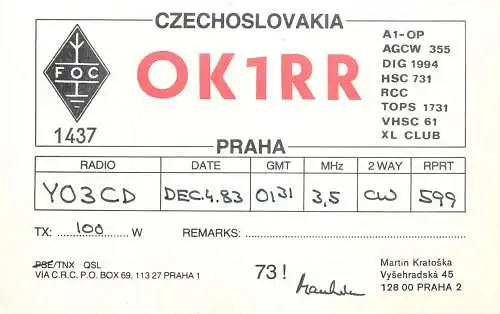 CZECHOSLOVAKIA
FOC
1437
OK1RR
A1-OP
AGCW 355
DIG 1994
HSC 731
RCC
TOPS 1731
VHSC 61
XL CLUB
PRAHA
RADIO DATE GMT MHz 2 WAY RPRT
YO3CD DEC.4.83 01 31 3,5 CW 599
TX: 100 W REMARKS:
PSE/TNX QSL
VIA C.R.C. P.O. BOX 69, 113 27 PRAHA 1
73!
Martin Kratoška
Vyšehradská 45
128 00 PRAHA 2